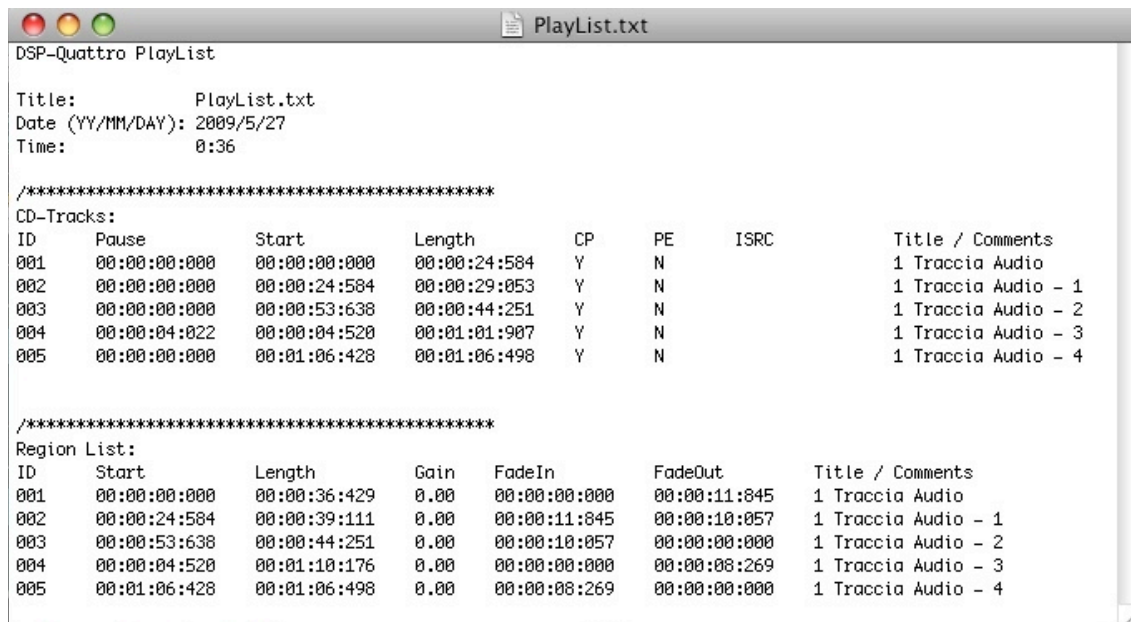 PlayList.txt
DSP-Quattro PlayList
Title: PlayList.txt
Date (YY/MM/DAY): 2009/5/27
Time: 0:36
/***********************************************
CD-Tracks:
ID Pause Start Length CP PE ISRC Title / Comments
001 00:00:00:000 00:00:00:000 00:00:24:584 Y N 1 Traccia Audio
002 00:00:00:000 00:00:24:584 00:00:29:053 Y N 1 Traccia Audio - 1
003 00:00:00:000 00:00:53:638 00:00:44:251 Y N 1 Traccia Audio - 2
004 00:00:04:022 00:00:04:520 00:01:01:907 Y N 1 Traccia Audio - 3
005 00:00:00:000 00:01:06:428 00:01:06:498 Y N 1 Traccia Audio - 4
/***********************************************
Region List:
ID Start Length Gain FadeIn FadeOut Title / Comments
001 00:00:00:000 00:00:36:429 0.00 00:00:00:000 00:00:11:845 1 Traccia Audio
002 00:00:24:584 00:00:39:111 0.00 00:00:11:845 00:00:10:057 1 Traccia Audio - 1
003 00:00:53:638 00:00:44:251 0.00 00:00:10:057 00:00:00:000 1 Traccia Audio - 2
004 00:00:04:520 00:01:10:176 0.00 00:00:00:000 00:00:08:269 1 Traccia Audio - 3
005 00:01:06:428 00:01:06:498 0.00 00:00:08:269 00:00:00:000 1 Traccia Audio - 4